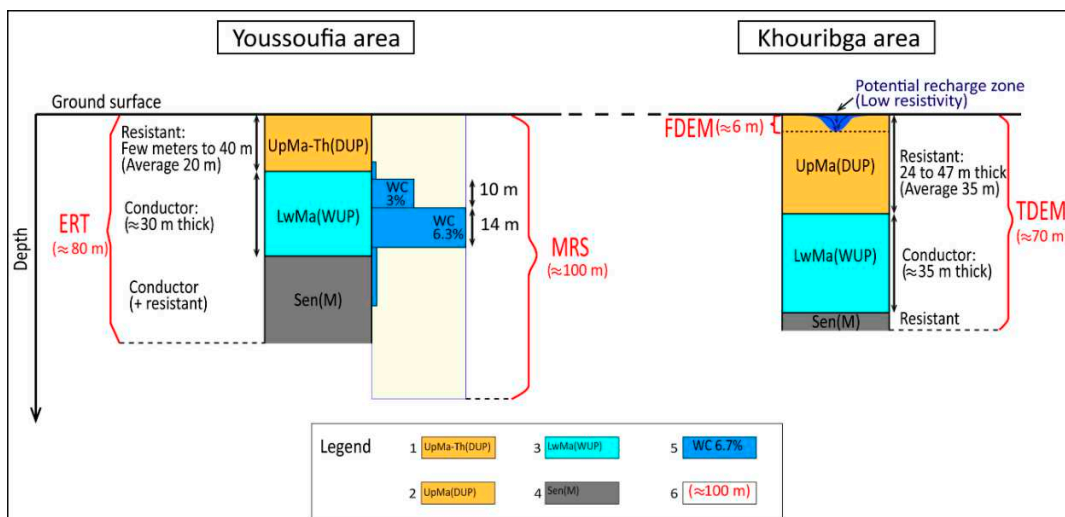 Youssoufia area
Khouribga area
Potential recharge zone
(Low resistivity)
Ground surface
FDEM(≈6 m)
Resistant:
Few meters to 40 m
(Average 20 m)
UpMa-Th(DUP)
UpMa(DUP)
Resistant:
24 to 47 m thick
(Average 35 m)
WC
3%
10 m
Conductor:
(≈30 m thick)
LwMa(WUP)
WC
6.3%
14 m
ERT
(≈ 80 m)
MRS
(≈100 m)
TDEM
(≈70 m)
Depth
LwMa(WUP)
Conductor:
(≈35 m thick)
Conductor
(+ resistant)
Sen(M)
Sen(M)
Resistant
Legend
1 UpMa-Th(DUP)
3 LwMa(WUP)
5 WC 6.7%
2 UpMa(DUP)
4 Sen(M)
6 (≈100 m)